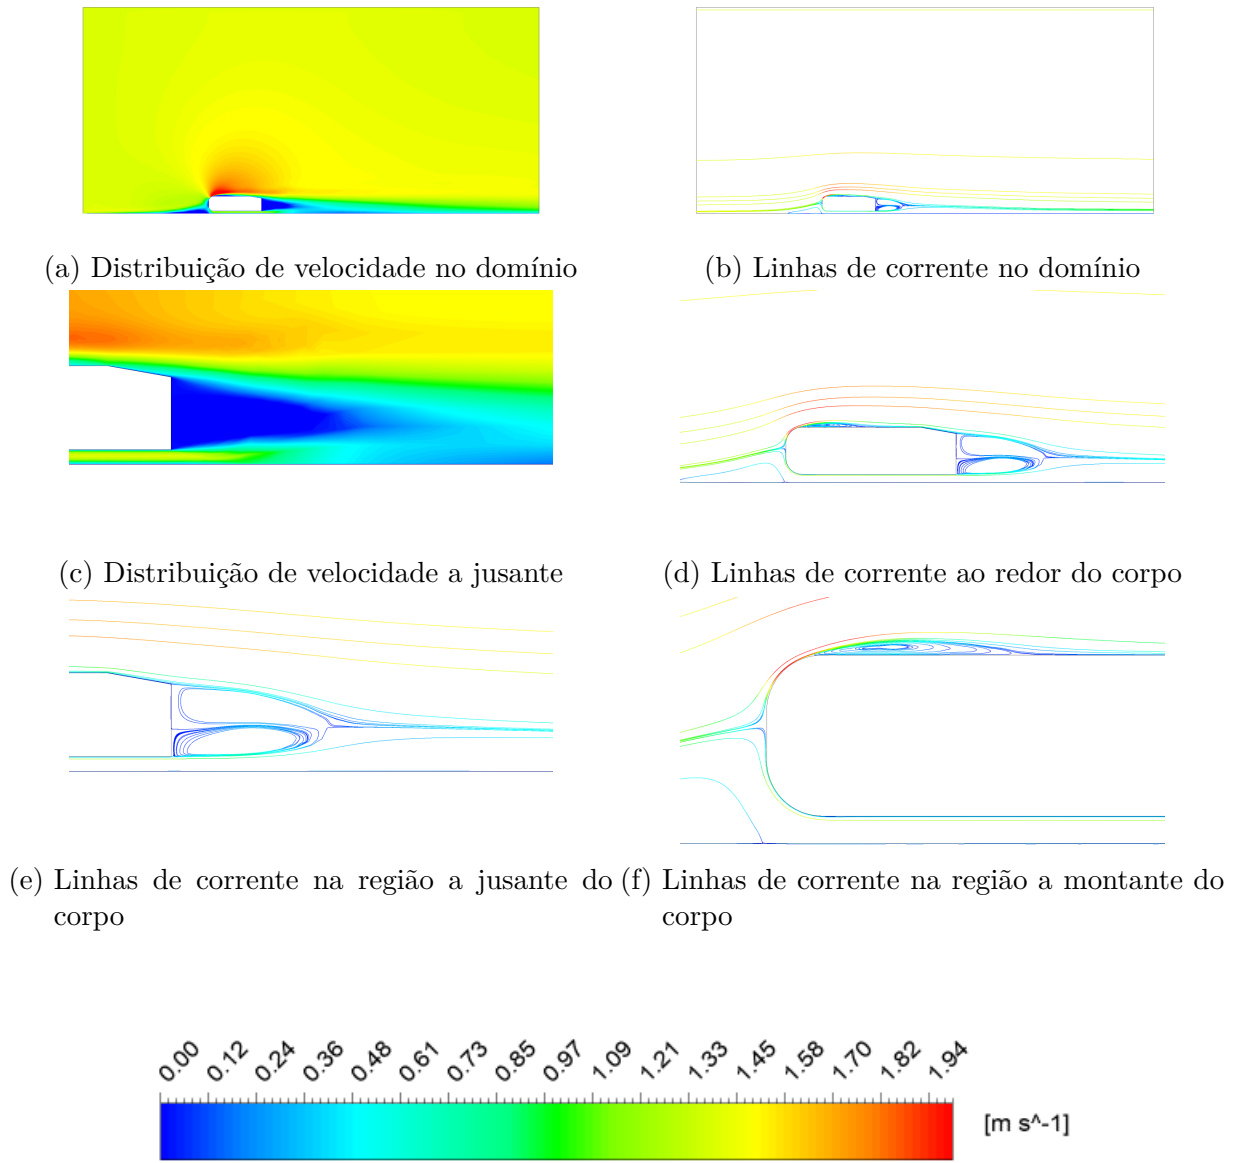 (a) Distribuição de velocidade no domínio
(b) Linhas de corrente no domínio
(c) Distribuição de velocidade a jusante
(d) Linhas de corrente ao redor do corpo
(e) Linhas de corrente na região a jusante do
corpo
(f) Linhas de corrente na região a montante do
corpo
0.00 0.12 0.24 0.36 0.48 0.61 0.73 0.85 0.97 1.09 1.21 1.33 1.45 1.58 1.70 1.82 1.94
[m s^-1]